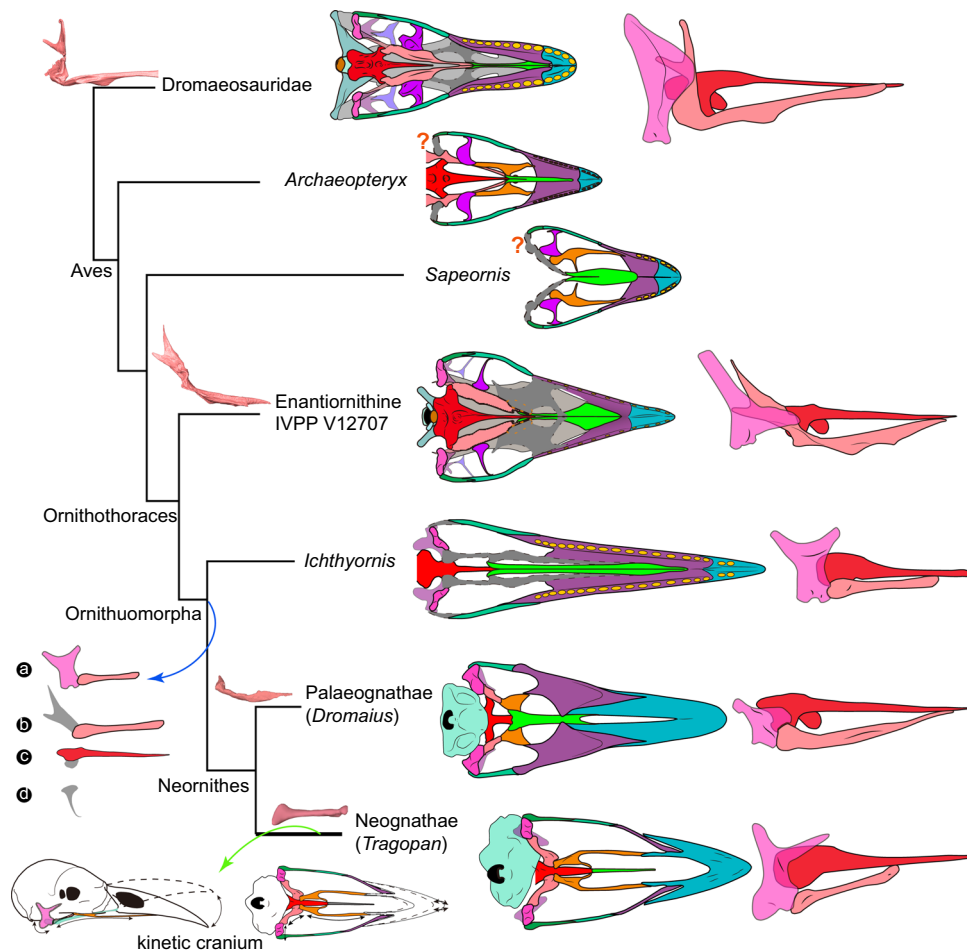 Dromaeosauridae
?
Archaeopteryx
?
Sapeornis
Aves
Enantiornithine
IVPP V12707
Ornithothoraces
Ichthyornis
Ornithuomorpha
a
b
c
d
Palaeognathae
(Dromaius)
Neornithes
Neognathae
(Tragopan)
kinetic cranium